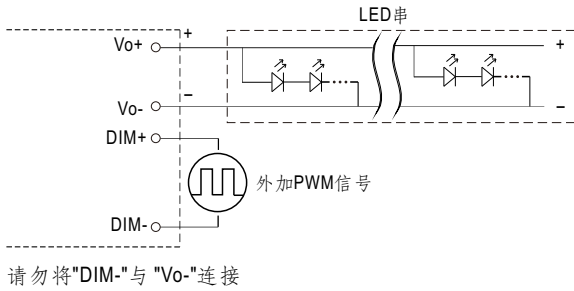 LED串
Vo+
+
+
Vo-
–
–
DIM+
外加PWM信号
DIM-
请勿将"DIM-"与 "Vo-"连接